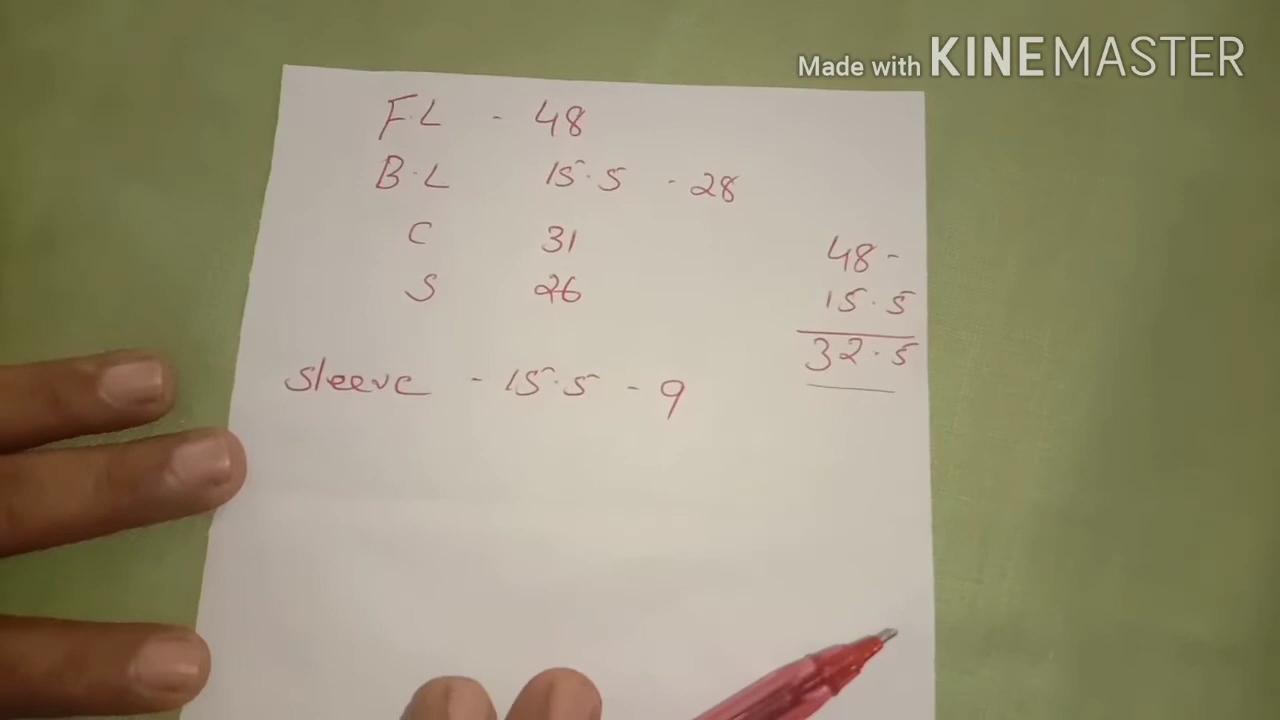 Made with KINEMASTER
F.L - 48
B.L 15.5 - 28
C 31
S 26
48 -
15.5
32.5
Sleeve - 15.5 - 9